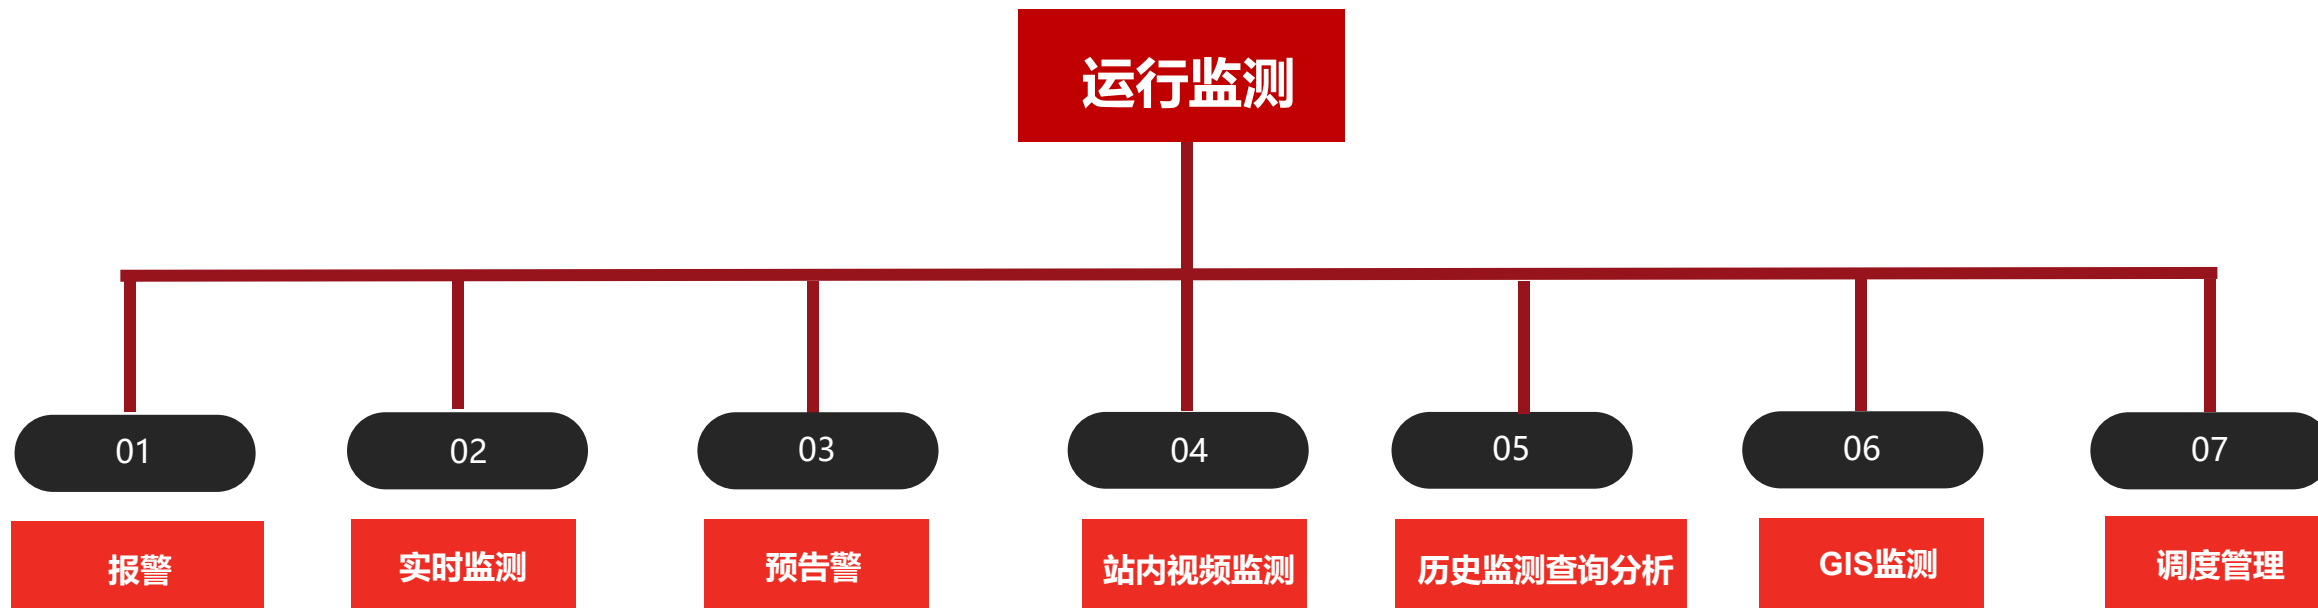 运行监测
01
02
03
04
05
06
07
报警
实时监测
预告警
站内视频监测
历史监测查询分析
GIS监测
调度管理